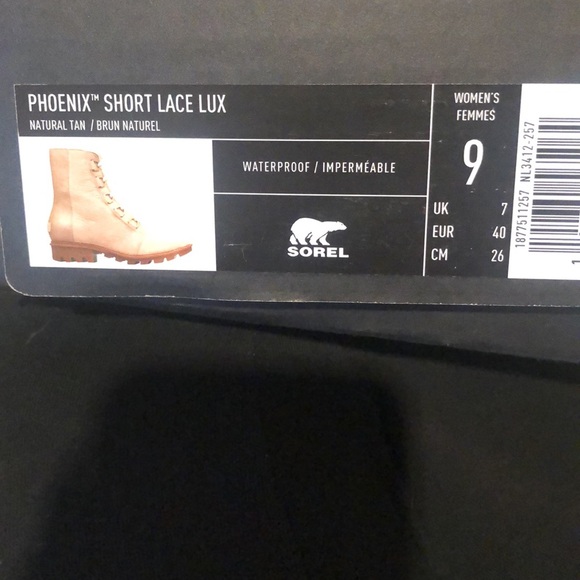 PHOENIX™ SHORT LACE LUX
NATURAL TAN / BRUN NATUREL
WATERPROOF / IMPERMÉABLE
SOREL
WOMEN'S
FEMMES
9
UK 7
EUR 40
CM 26
1877511257 NL3412-257